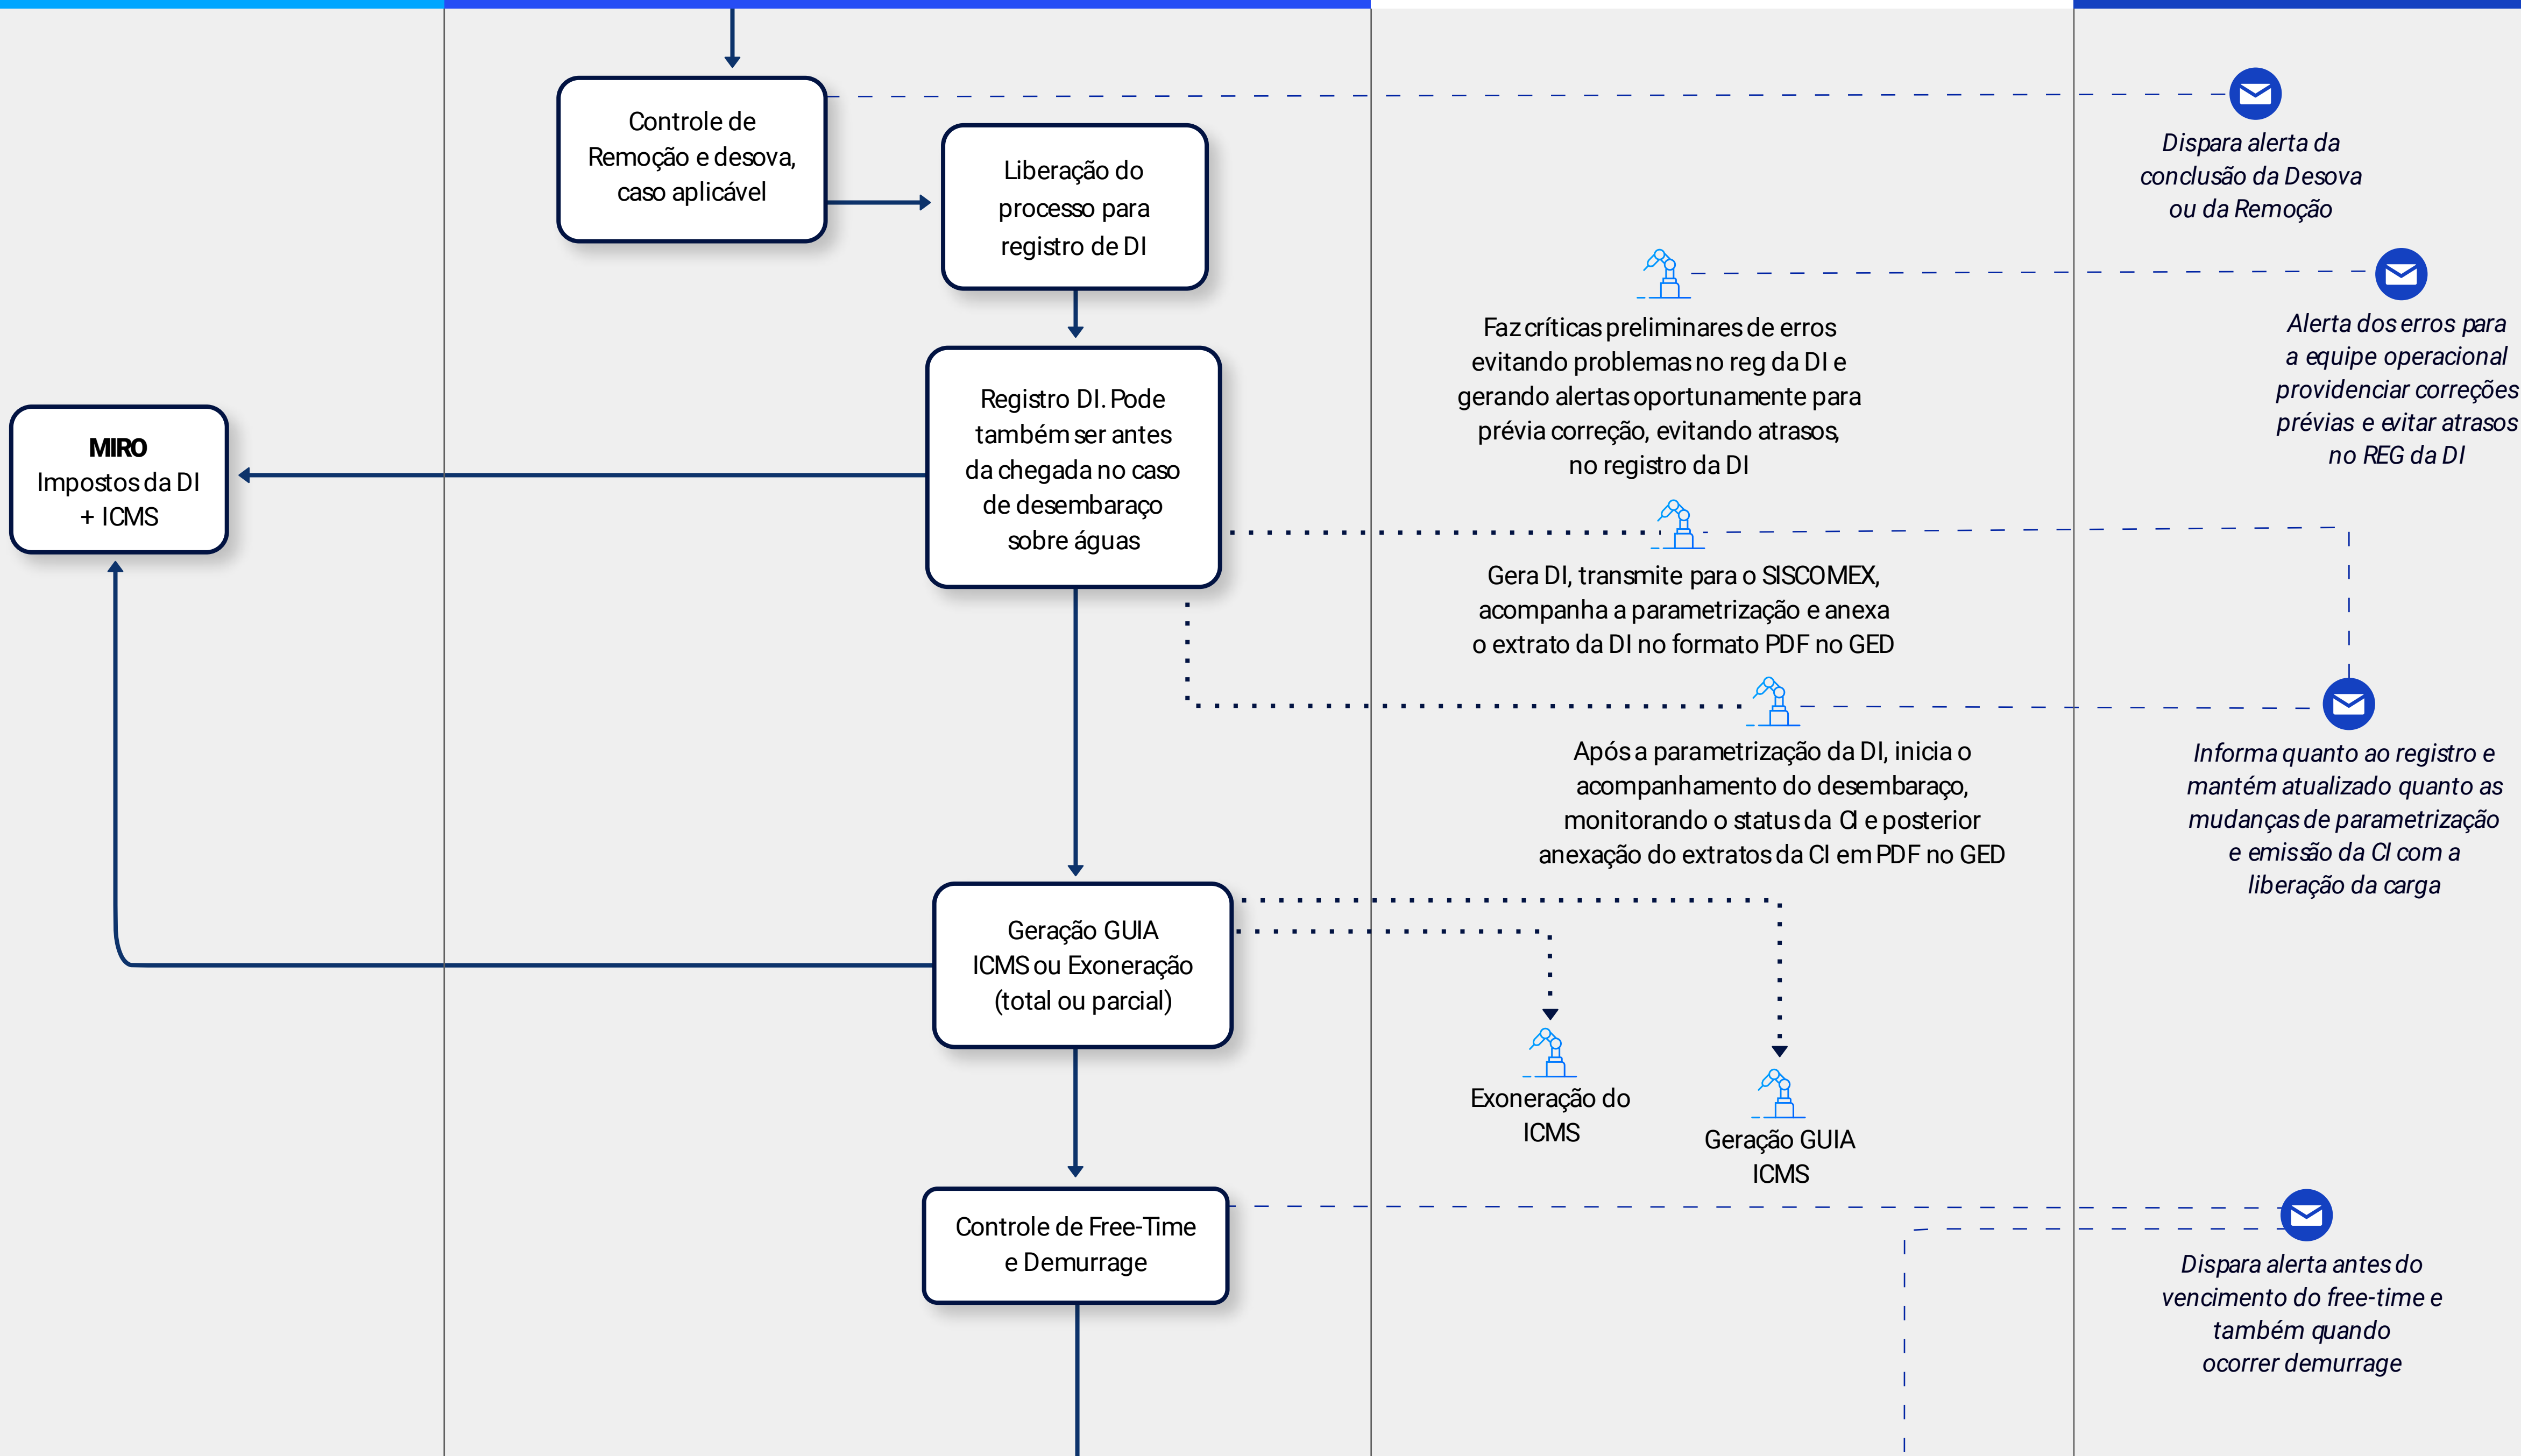 Controle de
Remoção e desova,
caso aplicável
Liberação do
processo para
registro de DI
Dispara alerta da
conclusão da Desova
ou da Remoção
Faz críticas preliminares de erros
evitando problemas no reg da DI e
gerando alertas oportunamente para
prévia correção, evitando atrasos,
no registro da DI
Alerta dos erros para
a equipe operacional
providenciar correções
prévias e evitar atrasos
no REG da DI
Registro DI. Pode
também ser antes
da chegada no caso
de desembaraço
sobre águas
MIRO
Impostos da DI
+ ICMS
Gera DI, transmite para o SISCOMEX,
acompanha a parametrização e anexa
o extrato da DI no formato PDF no GED
Após a parametrização da DI, inicia o
acompanhamento do desembaraço,
monitorando o status da CI e posterior
anexação do extratos da CI em PDF no GED
Informa quanto ao registro e
mantém atualizado quanto as
mudanças de parametrização
e emissão da CI com a
liberação da carga
Geração GUIA
ICMS ou Exoneração
(total ou parcial)
Exoneração do
ICMS
Geração GUIA
ICMS
Controle de Free-Time
e Demurrage
Dispara alerta antes do
vencimento do free-time e
também quando
ocorrer demurrage